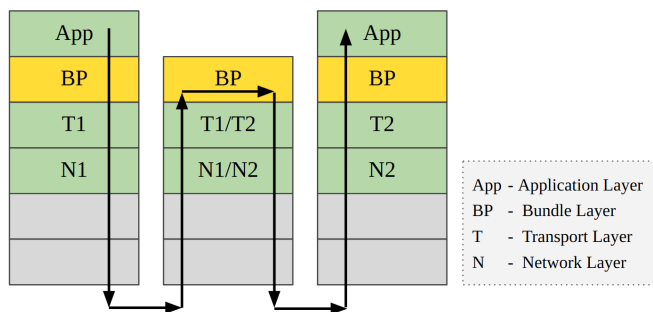 App
BP
T1
N1
BP
T1/T2
N1/N2
App
BP
T2
N2
App - Application Layer
BP - Bundle Layer
T - Transport Layer
N - Network Layer